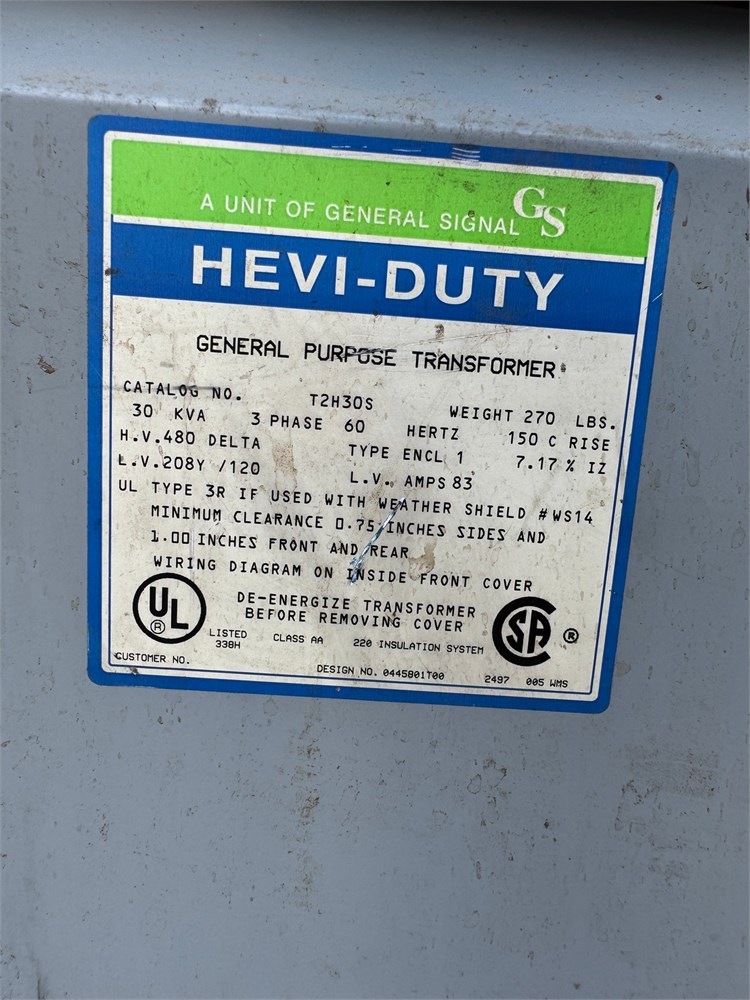 A UNIT OF GENERAL SIGNAL GS
HEVI-DUTY
GENERAL PURPOSE TRANSFORMER
CATALOG NO. T2H30S WEIGHT 270 LBS.
30 KVA 3 PHASE 60 HERTZ 150 C RISE
H.V.480 DELTA TYPE ENCL 1 7.17 % IZ
L.V.208Y /120 L.V. AMPS 83
UL TYPE 3R IF USED WITH WEATHER SHIELD #WS14
MINIMUM CLEARANCE 0.75 INCHES SIDES AND
1.00 INCHES FRONT AND REAR
WIRING DIAGRAM ON INSIDE FRONT COVER
DE-ENERGIZE TRANSFORMER
BEFORE REMOVING COVER
UL ® LISTED 338H CLASS AA 220 INSULATION SYSTEM SA ®
CUSTOMER NO. DESIGN NO. 0445801T00 2497 005 WMS